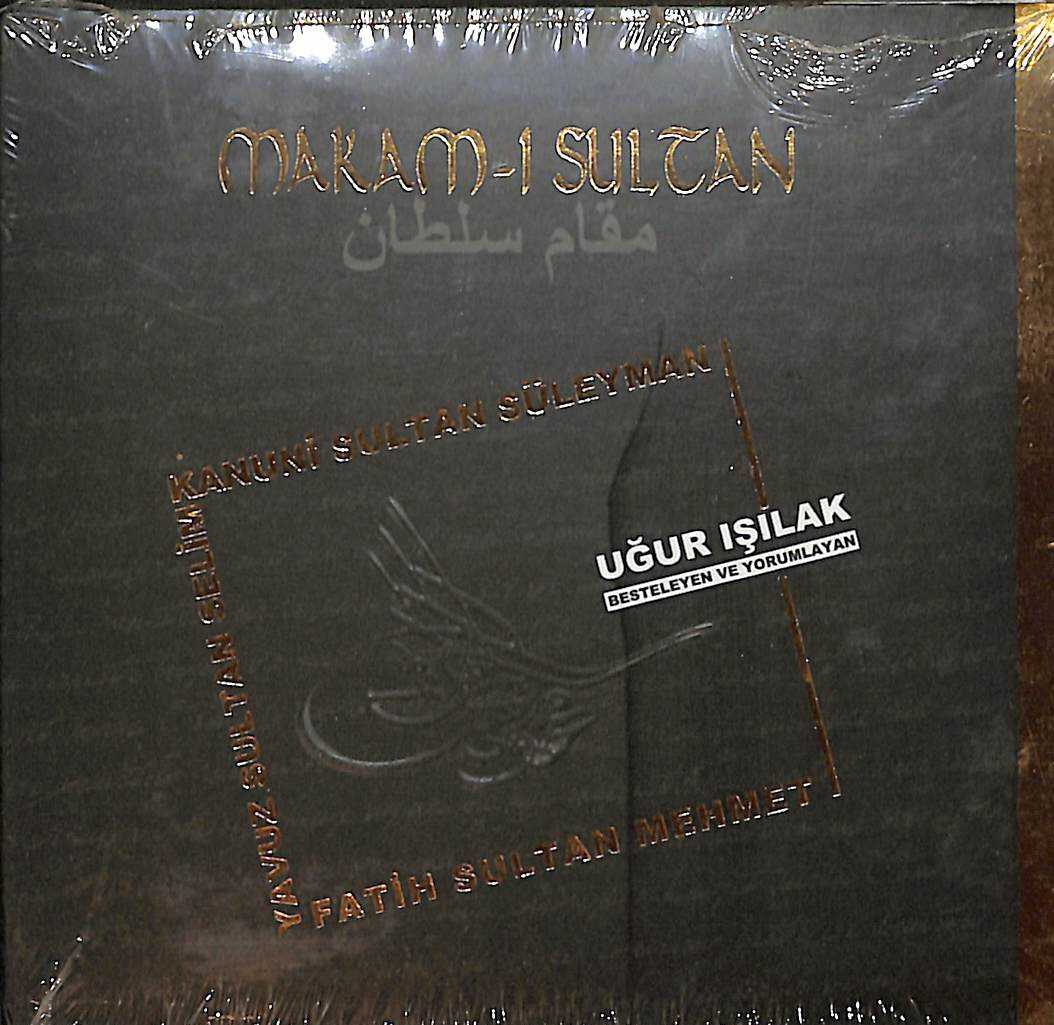 MAKAM-I SULTAN
مقام سلطان
KANUNİ SULTAN SÜLEYMAN
UĞUR IŞILAK
BESTELEYEN VE YORUMLAYAN
YAVUZ SULTAN SELİM
FATİH SULTAN MEHMET